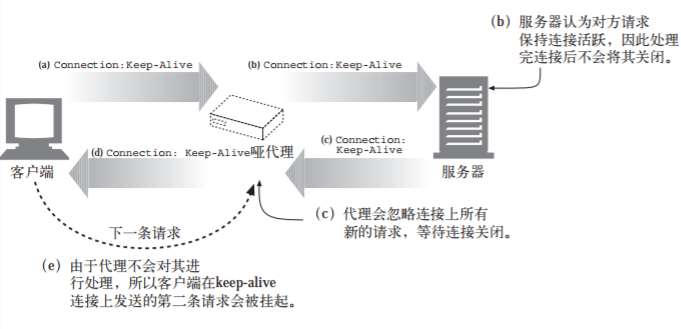 (b) 服务器认为对方请求
保持连接活跃，因此处理
完连接后不会将其关闭。
(a) Connection:Keep-Alive
(b) Connection:Keep-Alive
(c) Connection:
Keep-Alive
(d) Connection: Keep-Alive
哑代理
客户端
服务器
(c) 代理会忽略连接上所有
新的请求，等待连接关闭。
下一条请求
(e) 由于代理不会对其进
行处理，所以客户端在keep-alive
连接上发送的第二条请求会被挂起。